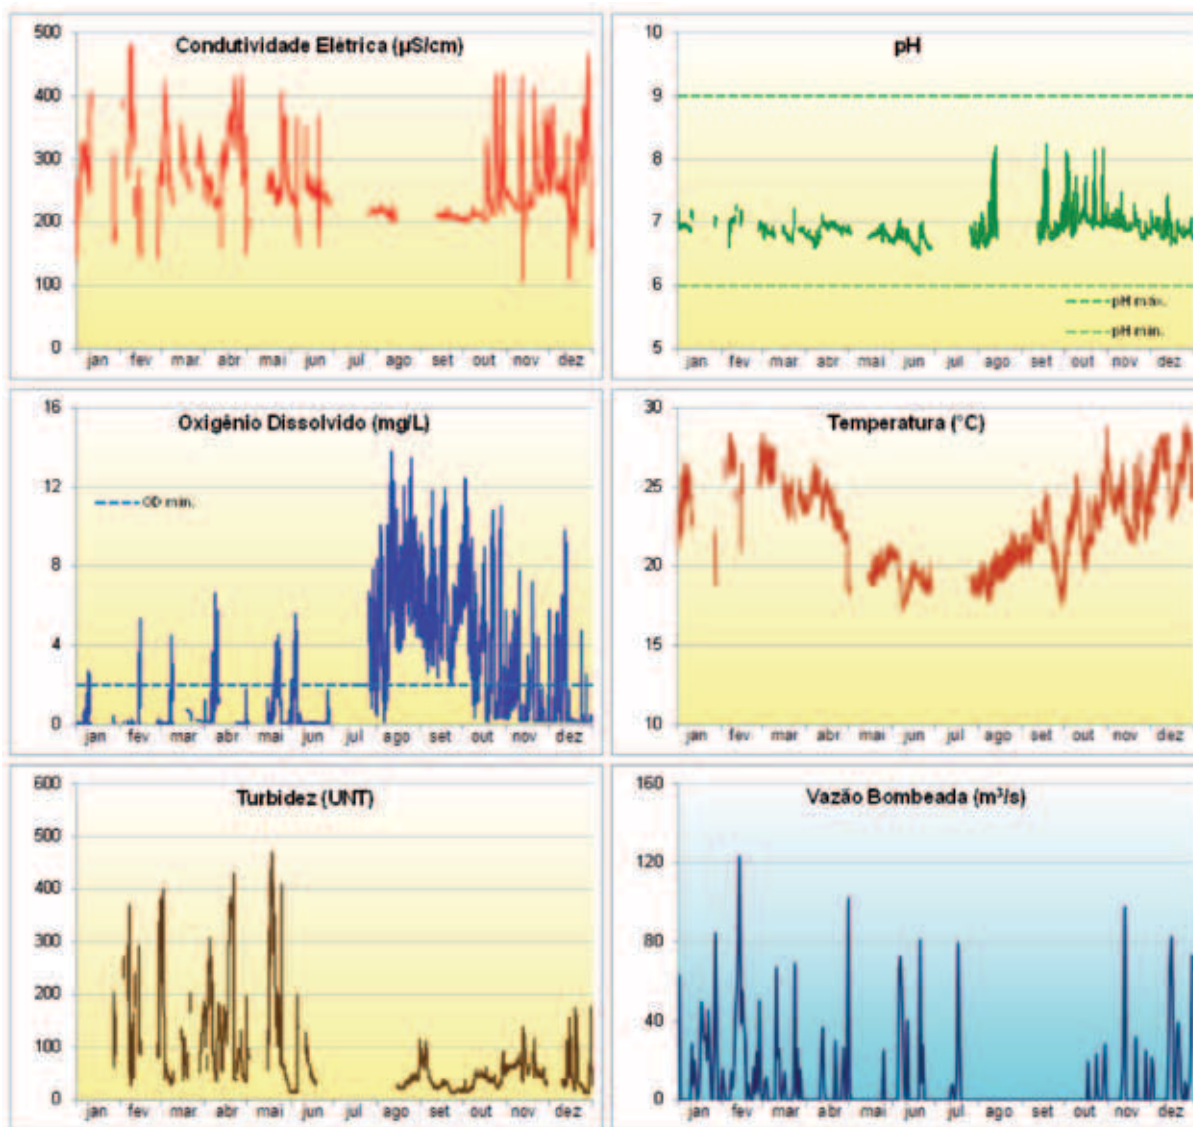 Condutividade Elétrica (µS/cm)
500
400
300
200
100
0
jan fev mar abr mai jun jul ago set out nov dez
pH
10
9
8
7
6
5
pH máx.
pH min.
jan fev mar abr mai jun jul ago set out nov dez
Oxigênio Dissolvido (mg/L)
16
12
8
4
0
OD min.
jan fev mar abr mai jun jul ago set out nov dez
Temperatura (°C)
30
25
20
15
10
jan fev mar abr mai jun jul ago set out nov dez
Turbidez (UNT)
600
500
400
300
200
100
0
jan fev mar abr mai jun jul ago set out nov dez
Vazão Bombeada (m³/s)
160
120
80
40
0
jan fev mar abr mai jun jul ago set out nov dez